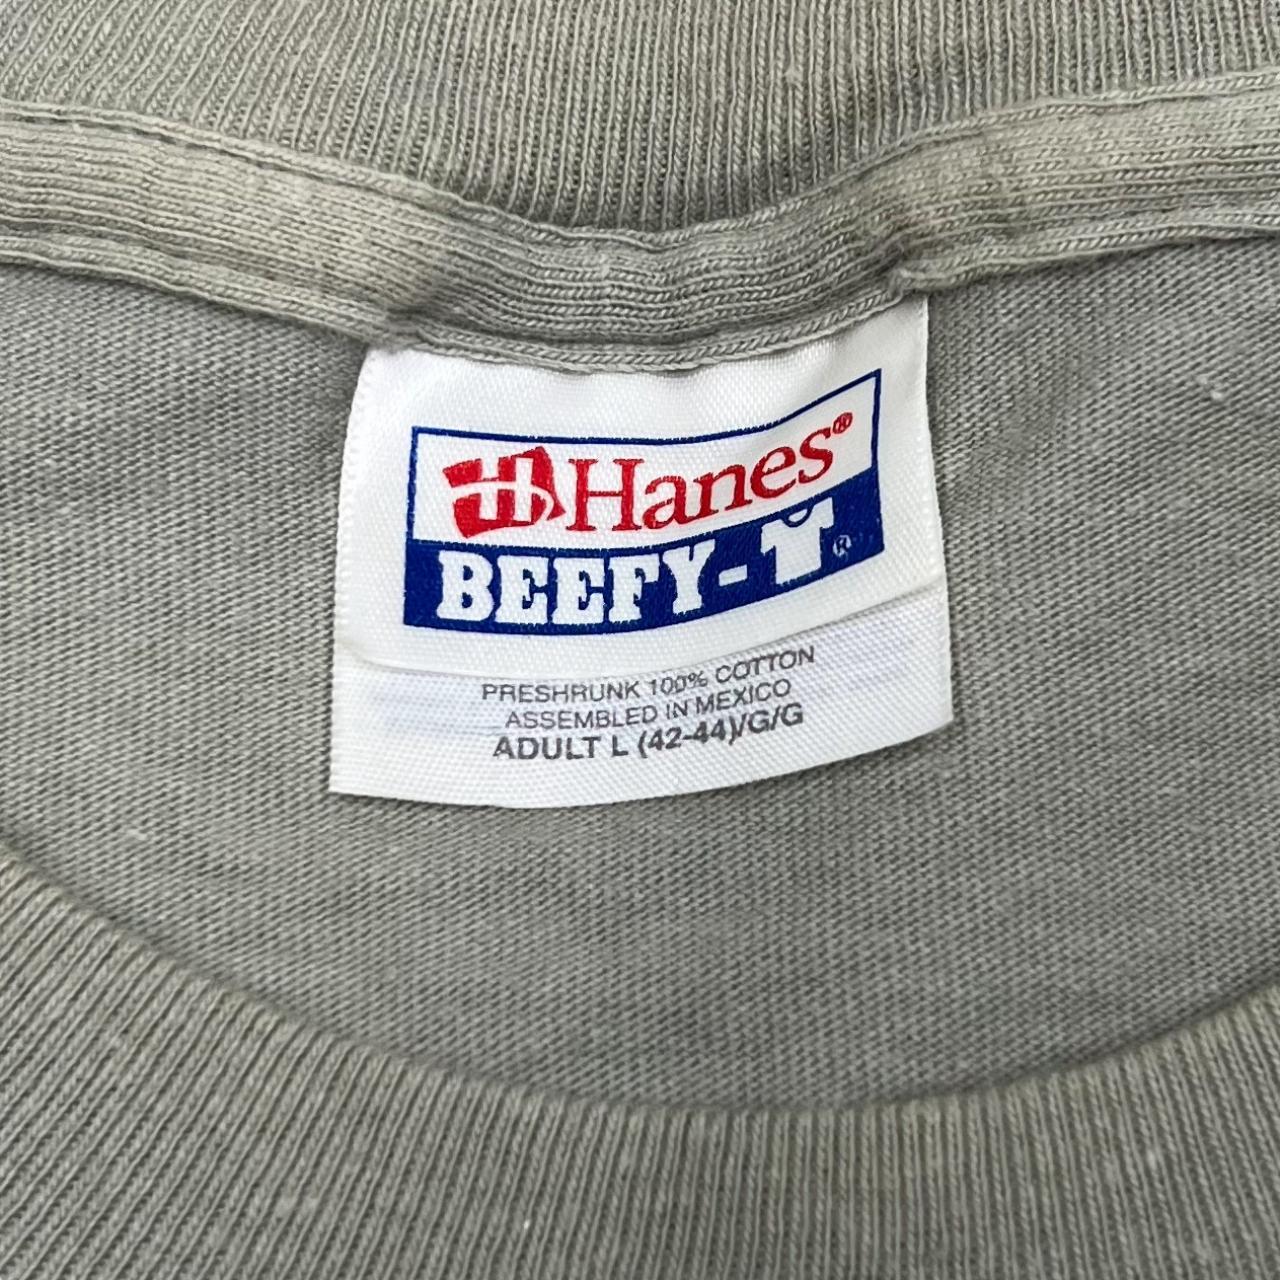 Hanes®
BEEFY-T®
PRESHRUNK 100% COTTON
ASSEMBLED IN MEXICO
ADULT L (42-44)/G/G